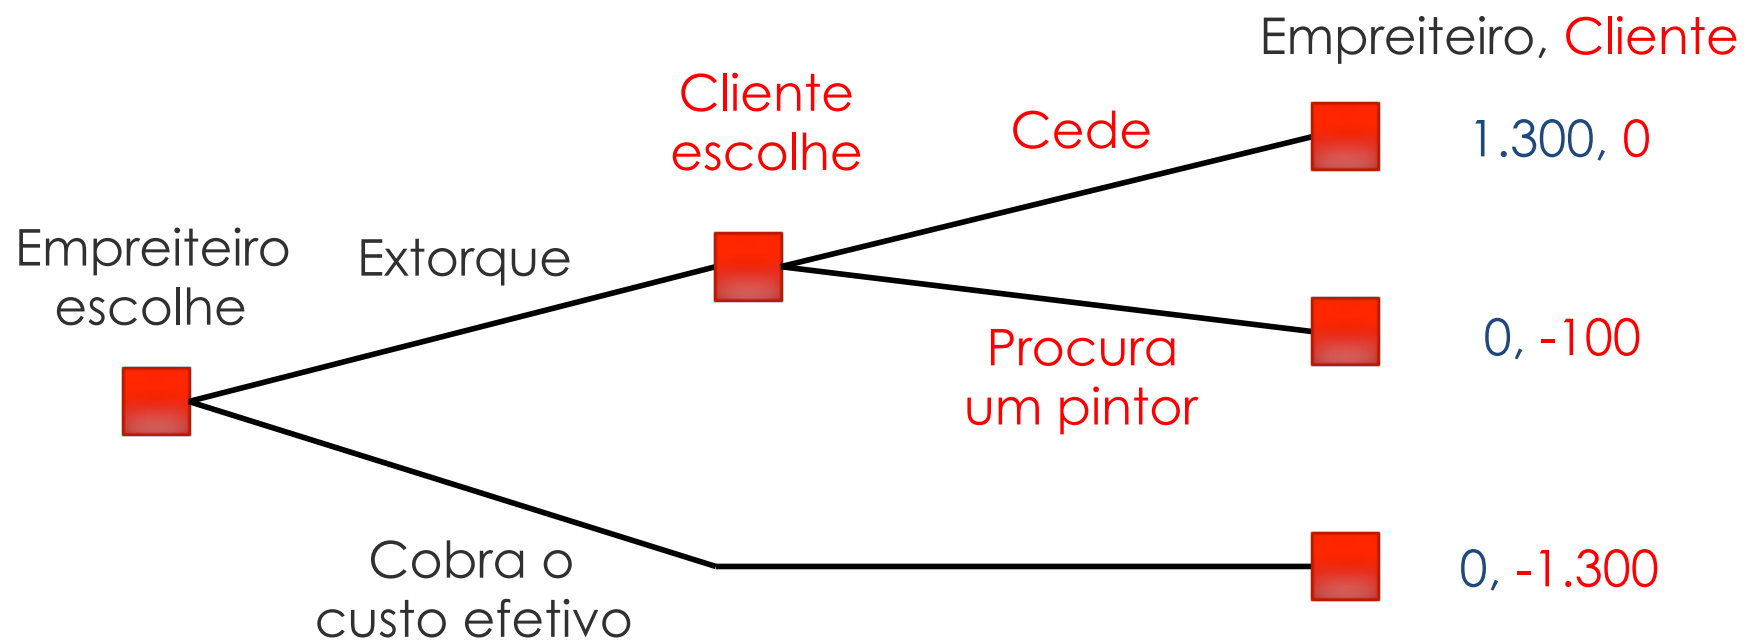 Empreiteiro, Cliente
Cliente
escolhe
Cede
1.300, 0
Empreiteiro
escolhe
Extorque
Procura
um pintor
0, -100
Cobra o
custo efetivo
0, -1.300